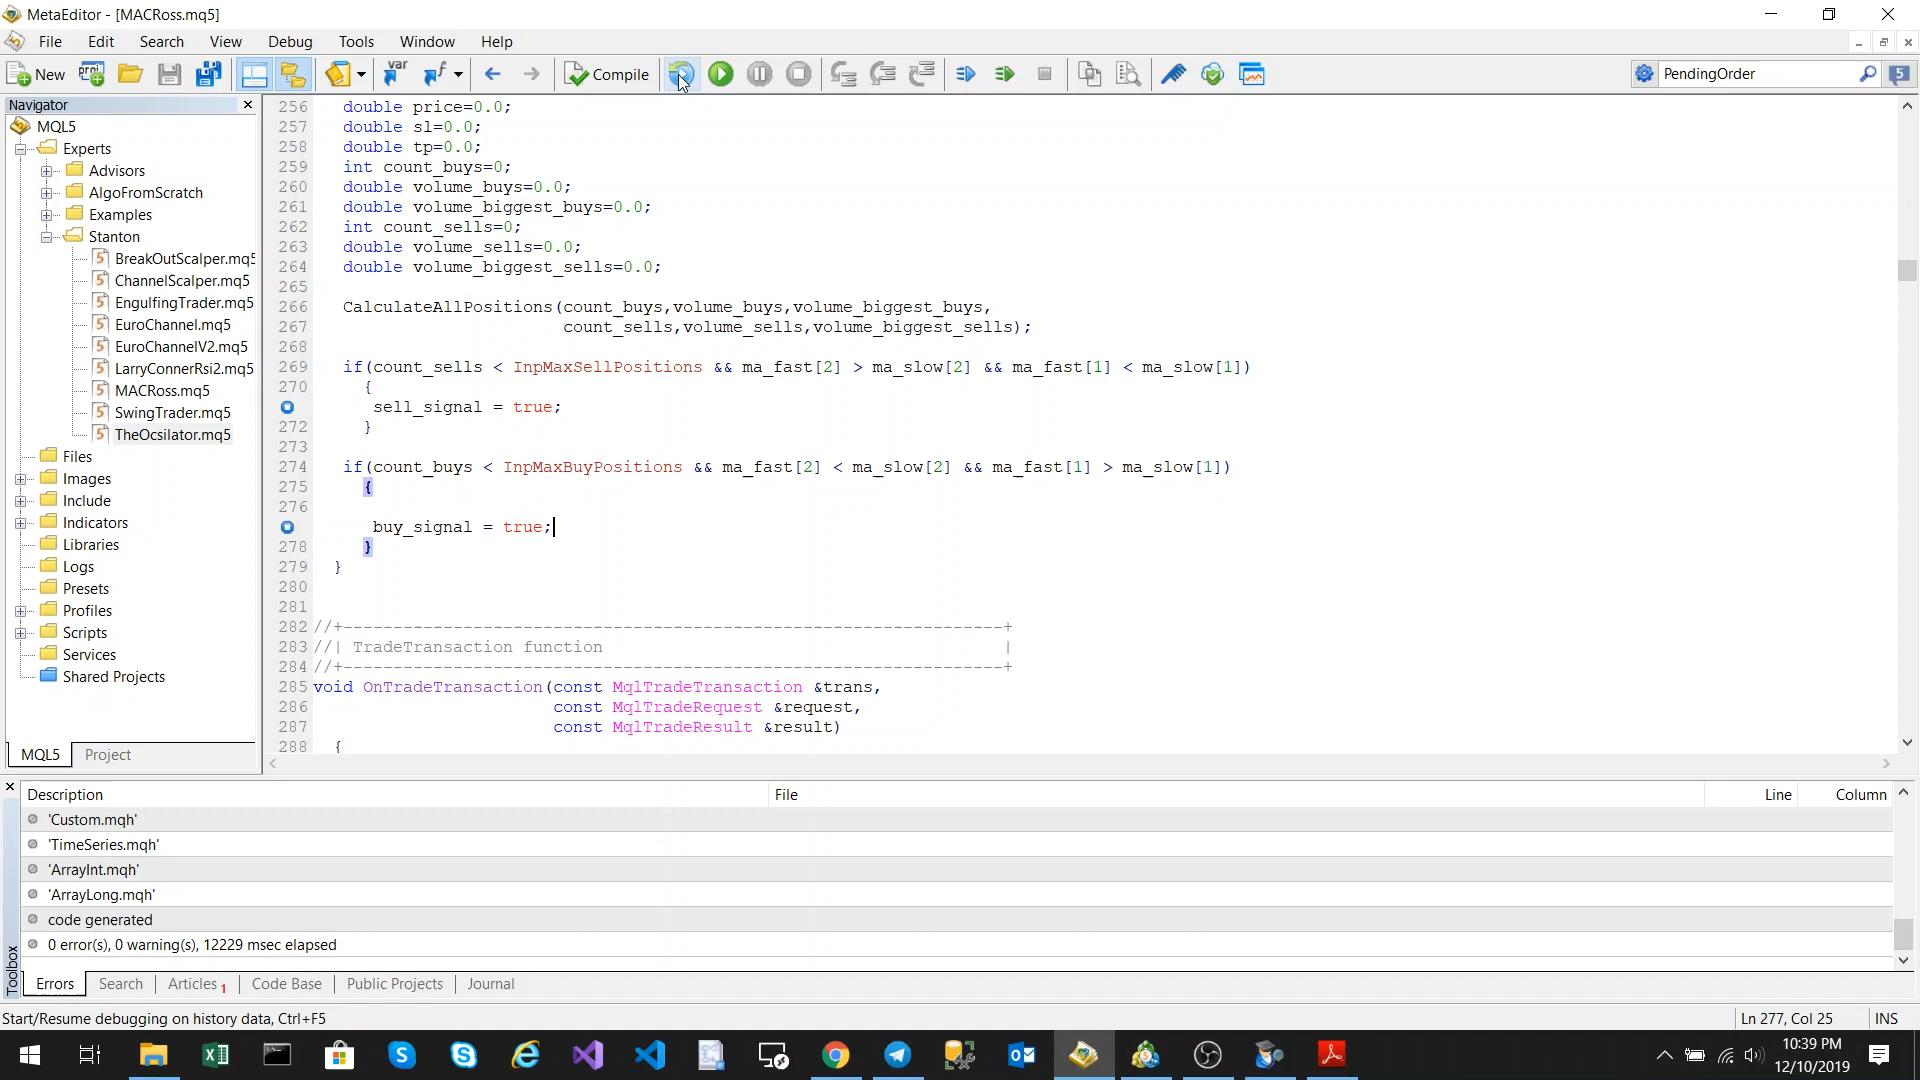 MetaEditor - [MACRoss.mq5]
File Edit Search View Debug Tools Window Help
New Compile PendingOrder 5
Navigator
MQL5
Experts
Advisors
AlgoFromScratch
Examples
Stanton
BreakOutScalper.mq5
ChannelScalper.mq5
EngulfingTrader.mq5
EuroChannel.mq5
EuroChannelV2.mq5
LarryConnerRsi2.mq5
MACRoss.mq5
SwingTrader.mq5
TheOcsilator.mq5
Files
Images
Include
Indicators
Libraries
Logs
Presets
Profiles
Scripts
Services
Shared Projects
MQL5 Project
256 double price=0.0;
257 double sl=0.0;
258 double tp=0.0;
259 int count_buys=0;
260 double volume_buys=0.0;
261 double volume_biggest_buys=0.0;
262 int count_sells=0;
263 double volume_sells=0.0;
264 double volume_biggest_sells=0.0;
265
266 CalculateAllPositions(count_buys,volume_buys,volume_biggest_buys,
267 count_sells,volume_sells,volume_biggest_sells);
268
269 if(count_sells < InpMaxSellPositions && ma_fast[2] > ma_slow[2] && ma_fast[1] < ma_slow[1])
270 {
sell_signal = true;
272 }
273
274 if(count_buys < InpMaxBuyPositions && ma_fast[2] < ma_slow[2] && ma_fast[1] > ma_slow[1])
275 {
276
buy_signal = true;
278 }
279 }
280
281
282 //+------------------------------------------------------------------+
283 //| TradeTransaction function |
284 //+------------------------------------------------------------------+
285 void OnTradeTransaction(const MqlTradeTransaction &trans,
286 const MqlTradeRequest &request,
287 const MqlTradeResult &result)
288 {
Description File Line Column
'Custom.mqh'
'TimeSeries.mqh'
'ArrayInt.mqh'
'ArrayLong.mqh'
code generated
0 error(s), 0 warning(s), 12229 msec elapsed
Toolbox
Errors Search Articles 1 Code Base Public Projects Journal
Start/Resume debugging on history data, Ctrl+F5 Ln 277, Col 25 INS
10:39 PM
12/10/2019